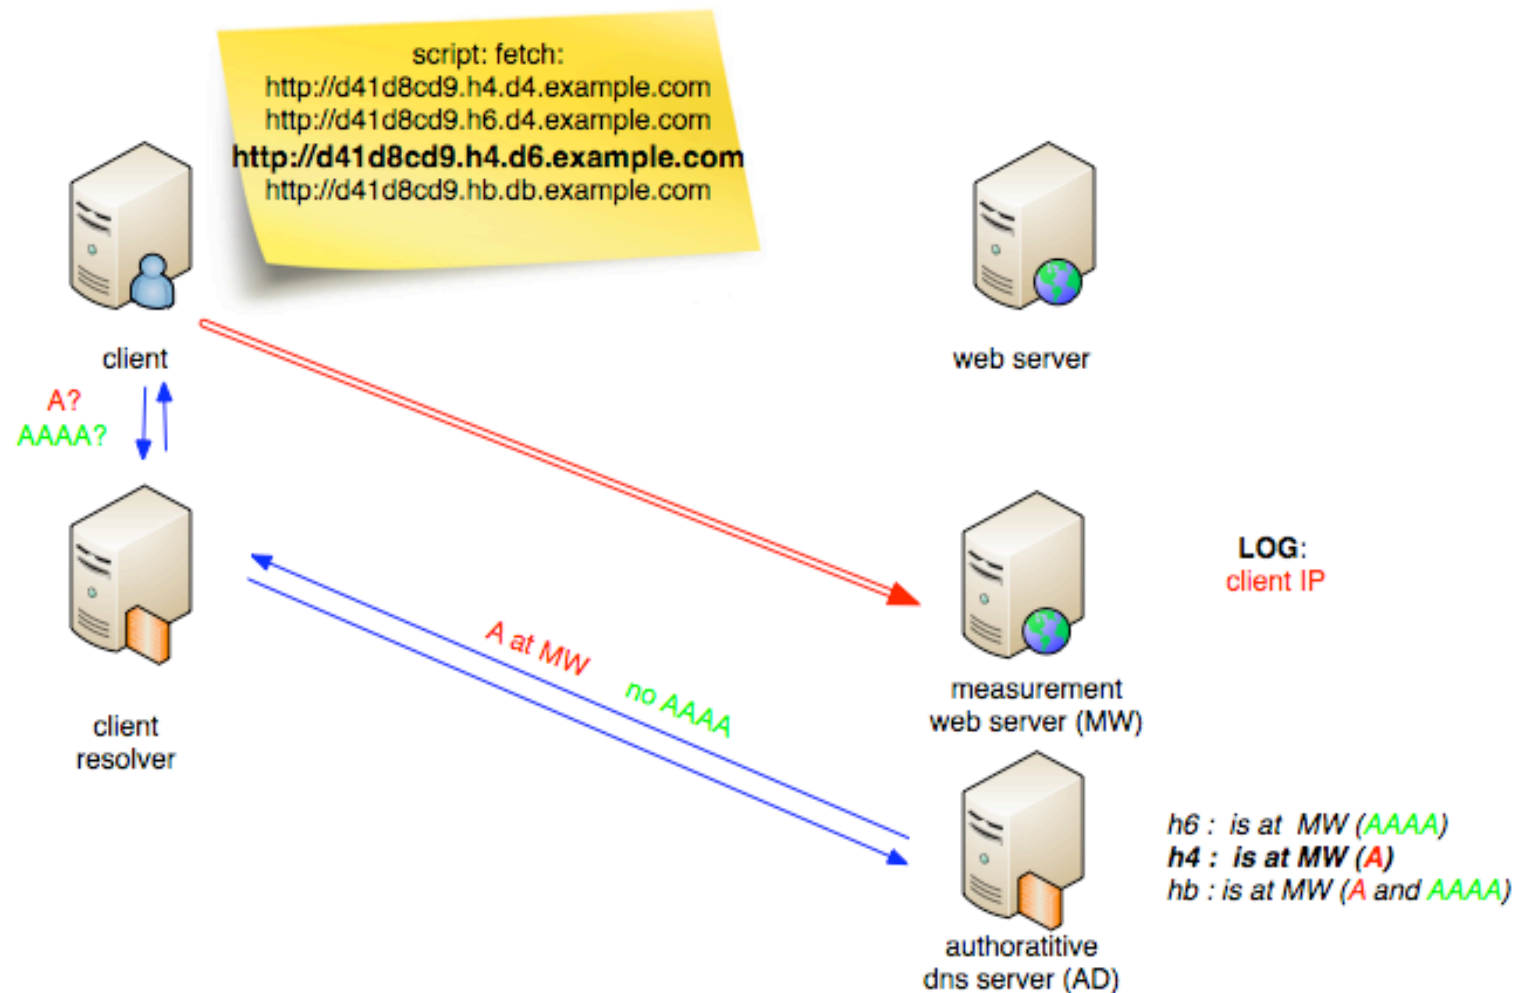 script: fetch:
http://d41d8cd9.h4.d4.example.com
http://d41d8cd9.h6.d4.example.com
http://d41d8cd9.h4.d6.example.com
http://d41d8cd9.hb.db.example.com
client
web server
A?
AAAA?
LOG:
client IP
A at MW
no AAAA
measurement
web server (MW)
client
resolver
h6 : is at MW (AAAA)
h4 : is at MW (A)
hb : is at MW (A and AAAA)
authoratitive
dns server (AD)